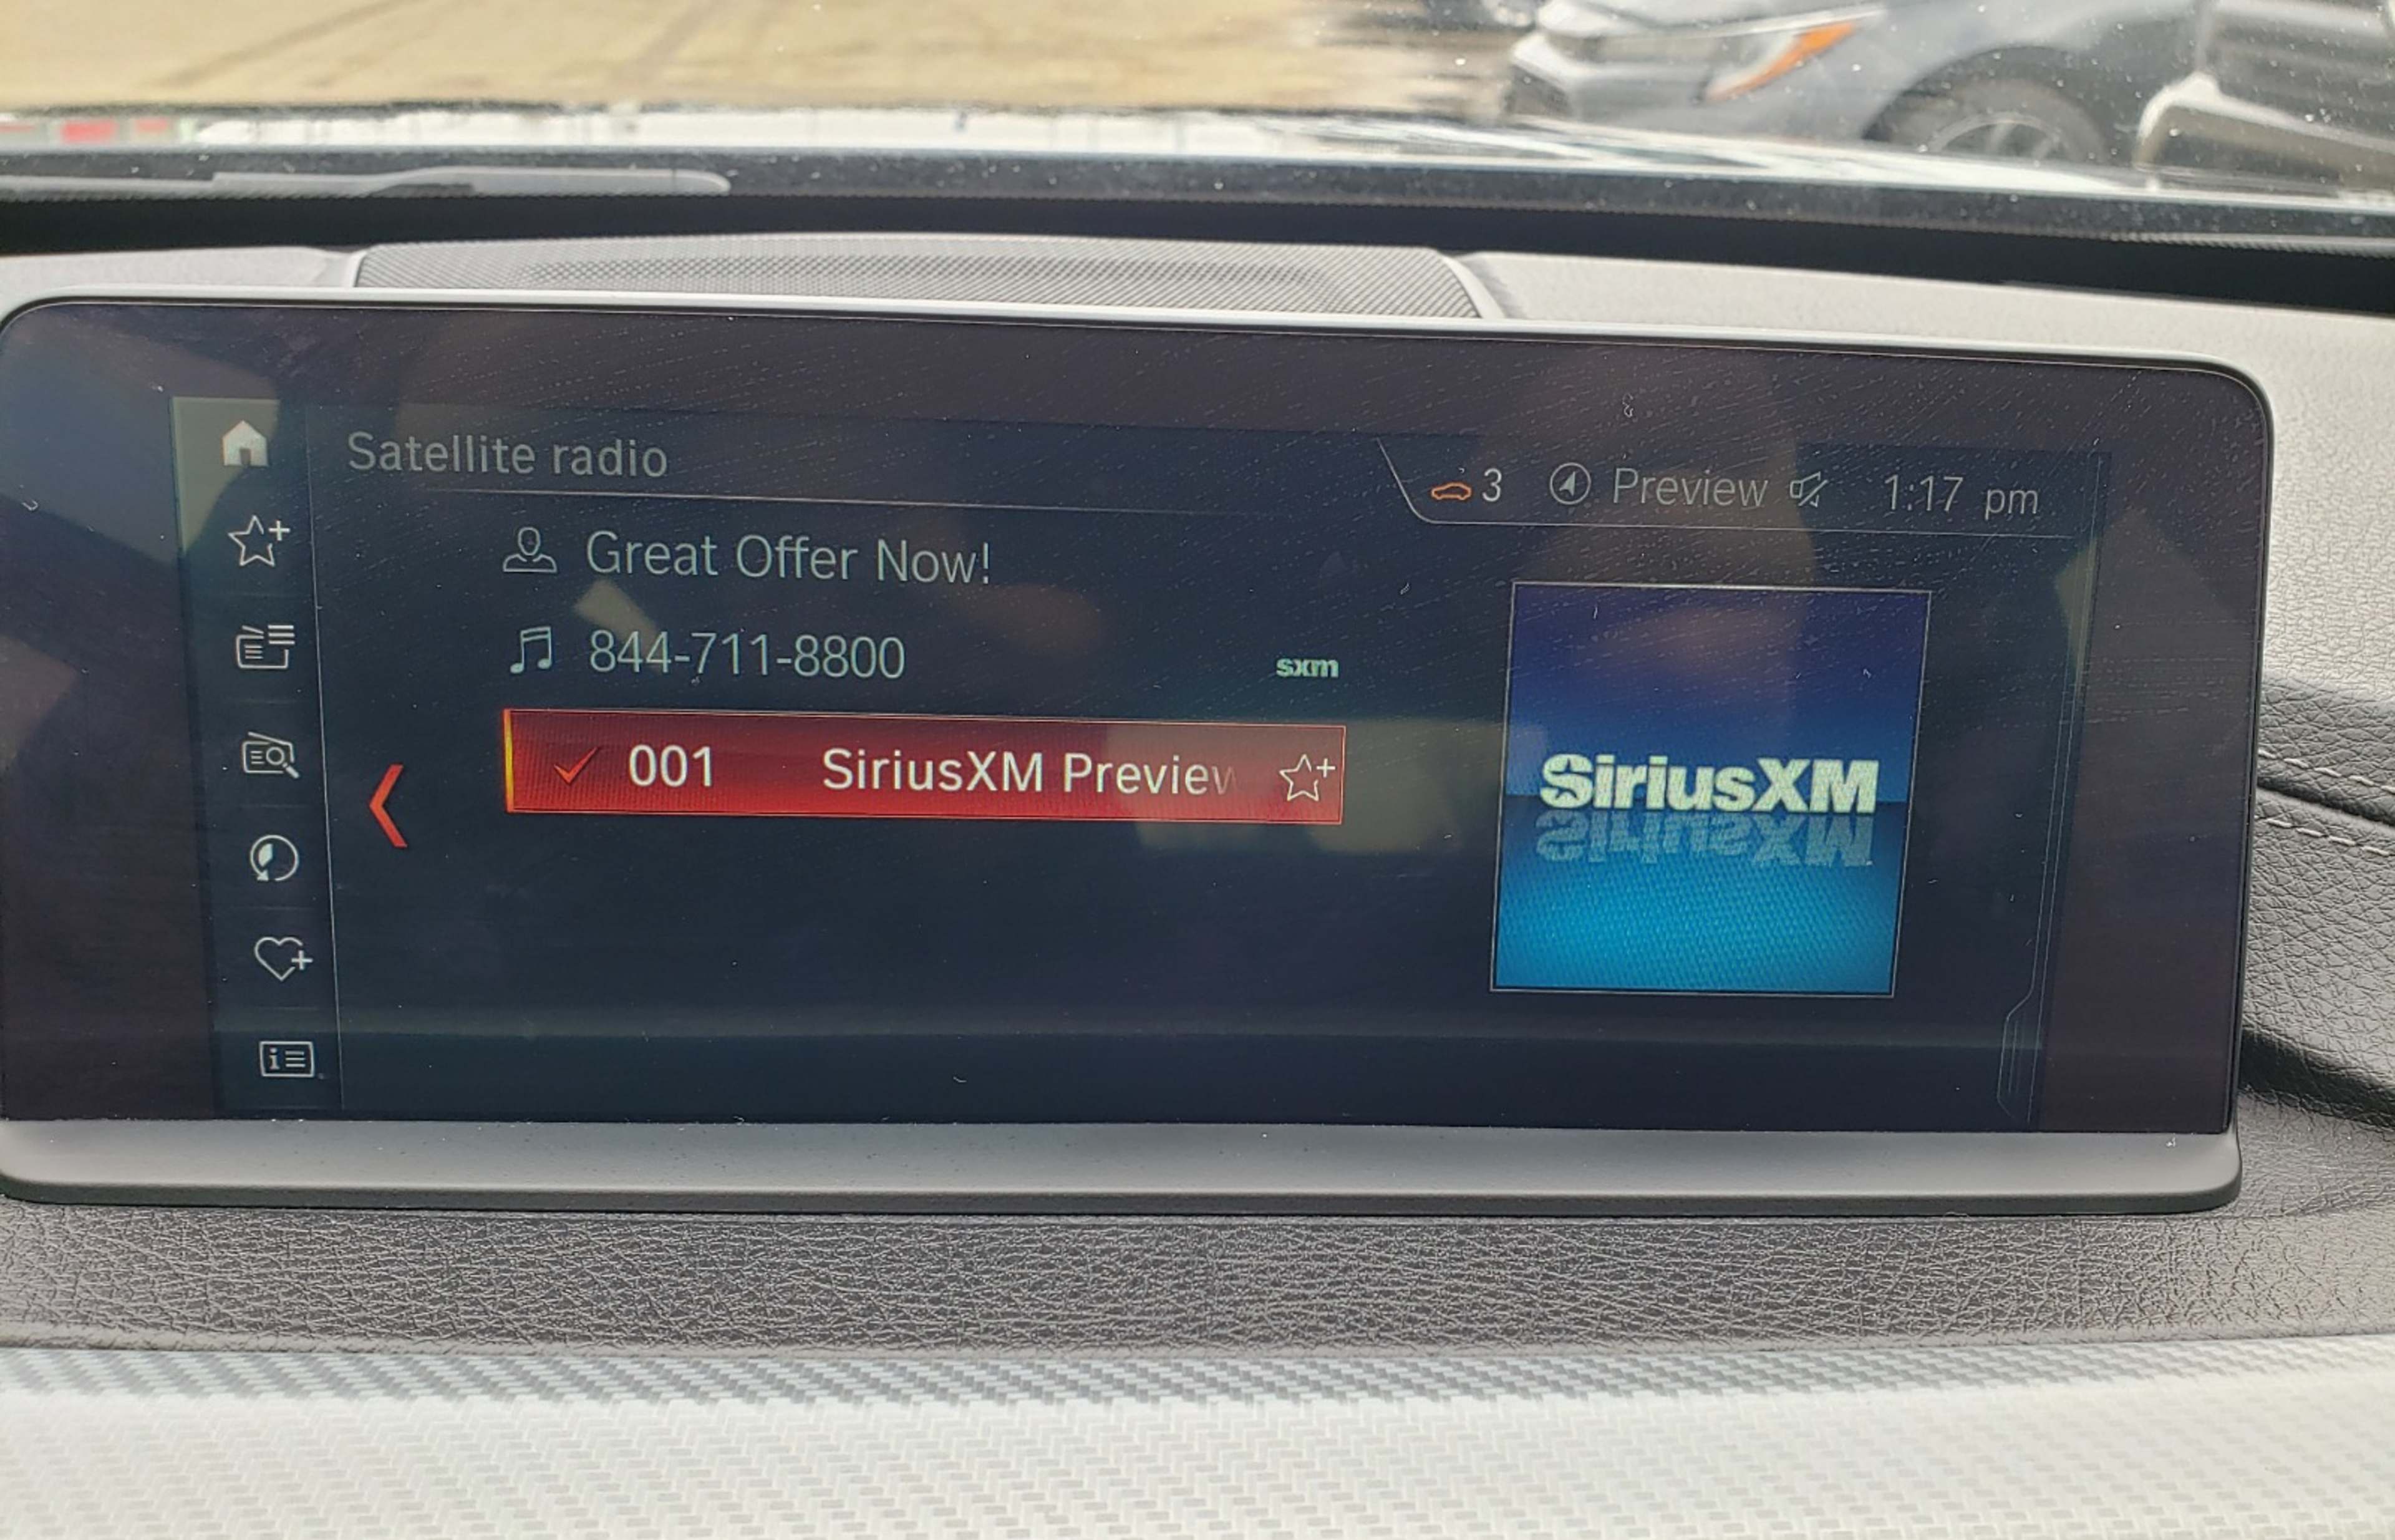 Satellite radio
3 Preview 1:17 pm
Great Offer Now!
844-711-8800
sxm
001 SiriusXM Preview
SiriusXM